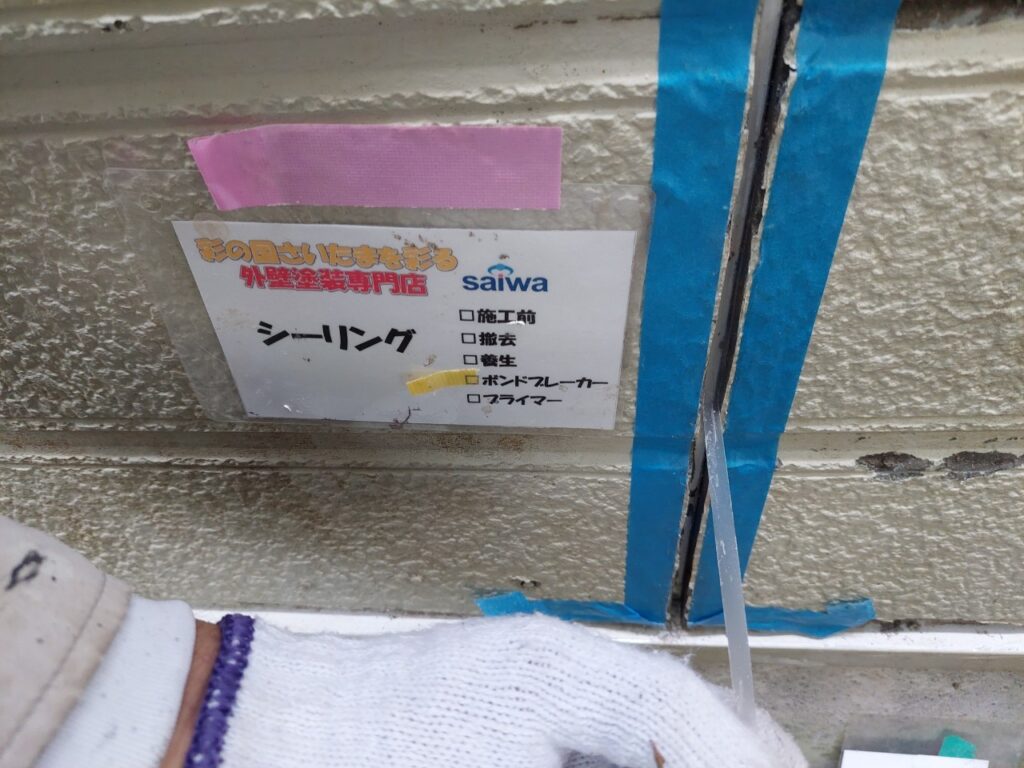 彩の国さいたまを彩る
外壁塗装専門店
saiwa
シーリング
□施工前
□撤去
□養生
□ボンドブレーカー
□プライマー